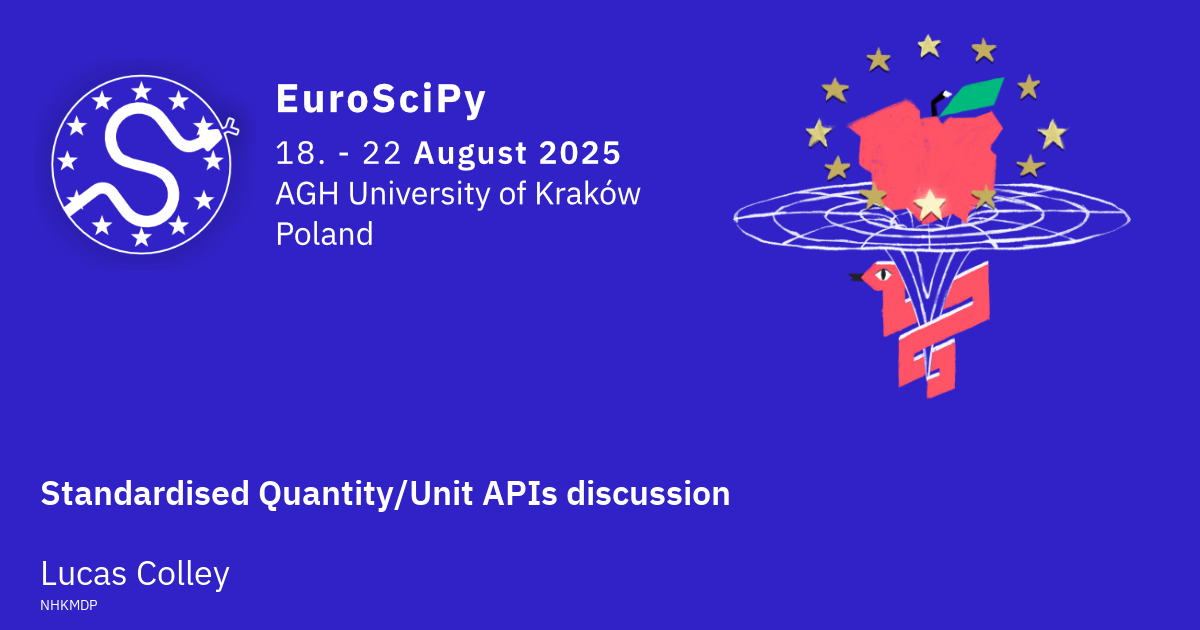 EuroSciPy
18. - 22 August 2025
AGH University of Kraków
Poland
Standardised Quantity/Unit APIs discussion
Lucas Colley
NHKMDP